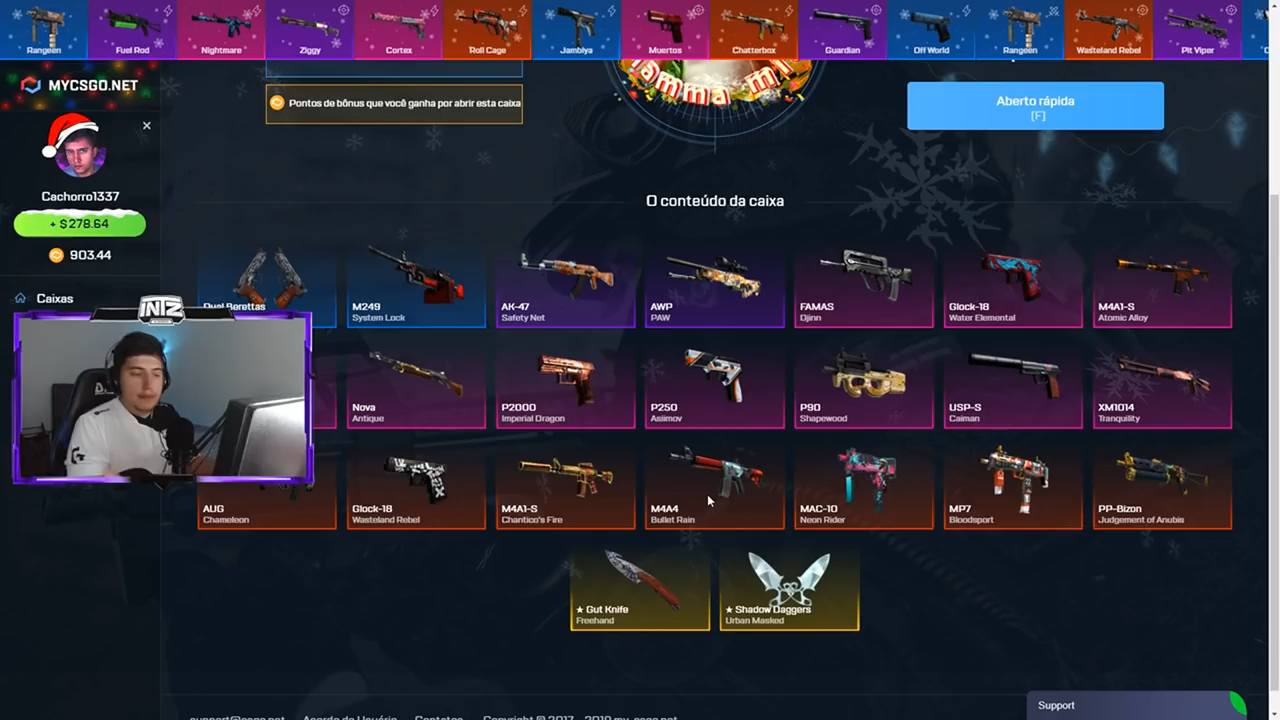 Rangeen
Fuel Rod
Nightmare
Ziggy
Cortex
Roll Cage
Jambiya
Muertos
Chatterbox
Guardian
Off World
Rangeen
Wasteland Rebel
Pit Viper
MYCSGO.NET
Cachorro1337
+ $278.64
903.44
Caixas
INTZ
Pontos de bônus que você ganha por abrir esta caixa
Aberto rápida
[F]
O conteúdo da caixa
Dual Berettas
M249
System Lock
AK-47
Safety Net
AWP
PAW
FAMAS
Djinn
Glock-18
Water Elemental
M4A1-S
Atomic Alloy
Nova
Antique
P2000
Imperial Dragon
P250
Asiimov
P90
Shapewood
USP-S
Caiman
XM1014
Tranquility
AUG
Chameleon
Glock-18
Wasteland Rebel
M4A1-S
Chantico's Fire
M4A4
Bullet Rain
MAC-10
Neon Rider
MP7
Bloodsport
PP-Bizon
Judgement of Anubis
★ Gut Knife
Freehand
★ Shadow Daggers
Urban Masked
Support